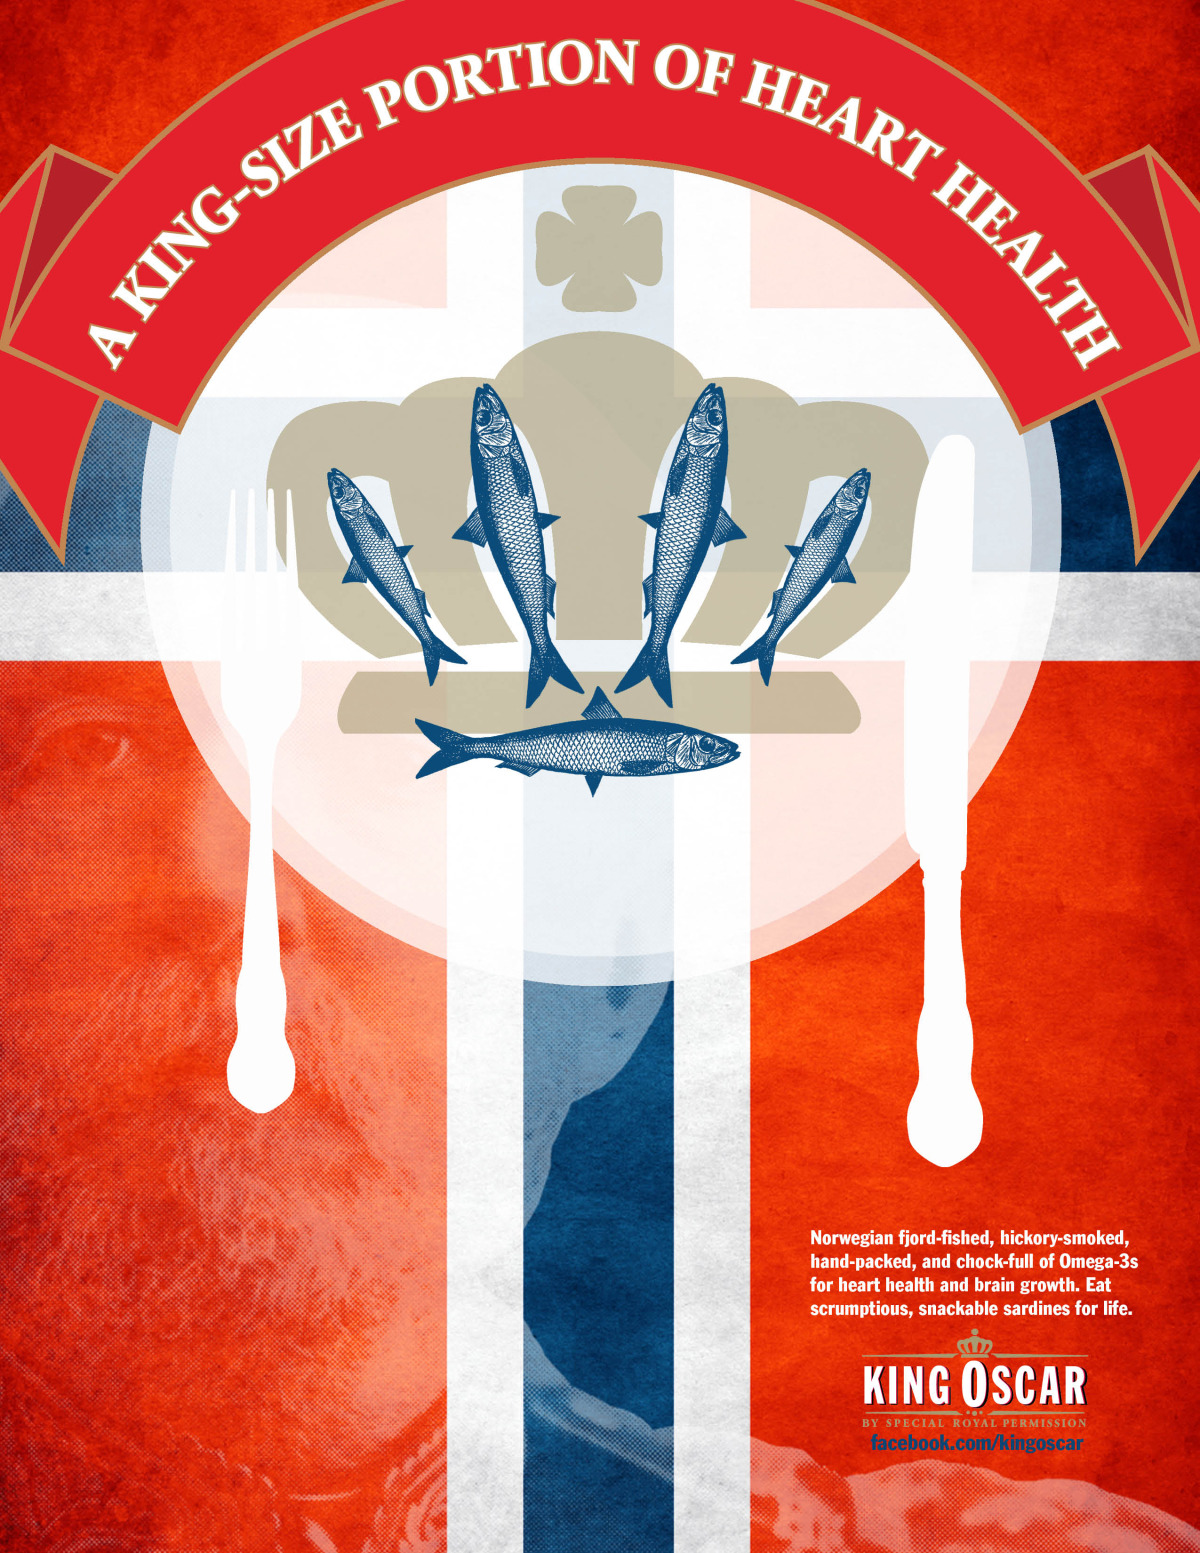 A KING-SIZE PORTION OF HEART HEALTH
Norwegian fjord-fished, hickory-smoked,
hand-packed, and chock-full of Omega-3s
for heart health and brain growth. Eat
scrumptious, snackable sardines for life.
KING OSCAR
BY SPECIAL ROYAL PERMISSION
facebook.com/kingoscar